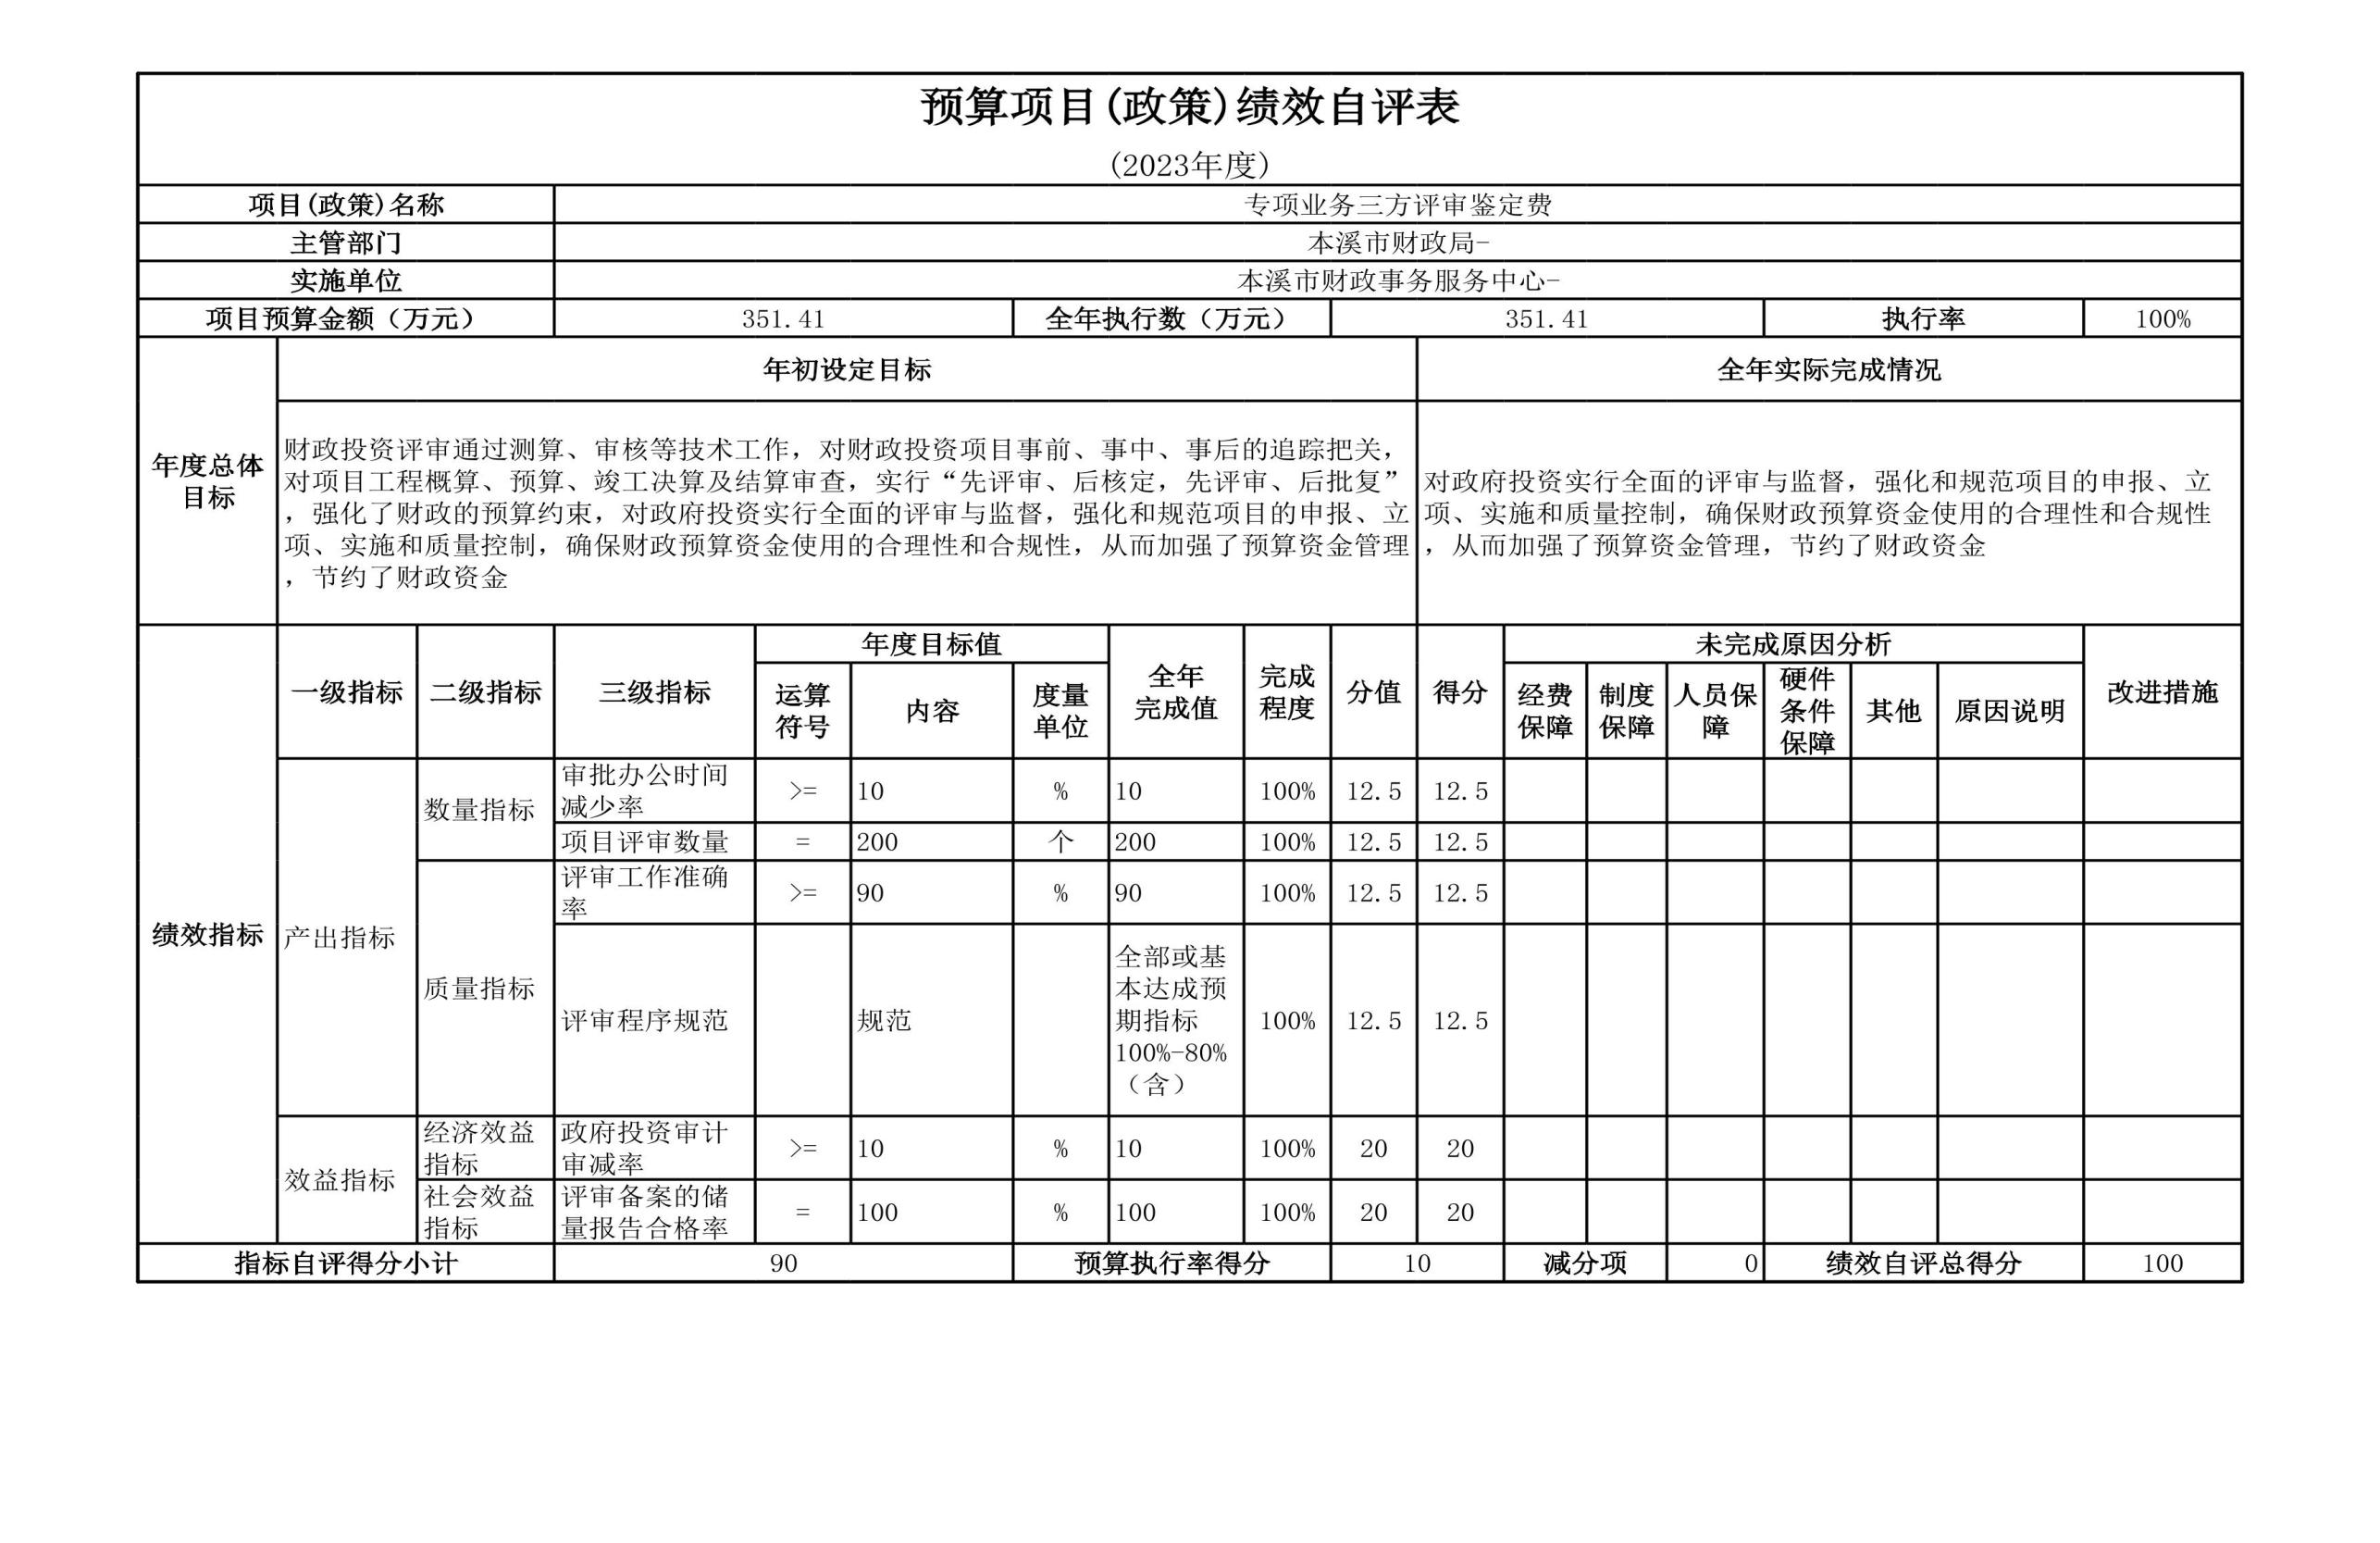 预算项目(政策)绩效自评表
(2023年度)
项目(政策)名称 专项业务三方评审鉴定费
主管部门 本溪市财政局-
实施单位 本溪市财政事务服务中心-
项目预算金额（万元） 351.41 全年执行数（万元） 351.41 执行率 100%
年度总体
目标
年初设定目标
全年实际完成情况
财政投资评审通过测算、审核等技术工作，对财政投资项目事前、事中、事后的追踪把关，
对项目工程概算、预算、竣工决算及结算审查，实行“先评审、后核定，先评审、后批复”
，强化了财政的预算约束，对政府投资实行全面的评审与监督，强化和规范项目的申报、立
项、实施和质量控制，确保财政预算资金使用的合理性和合规性，从而加强了预算资金管理
，节约了财政资金
对政府投资实行全面的评审与监督，强化和规范项目的申报、立
项、实施和质量控制，确保财政预算资金使用的合理性和合规性
，从而加强了预算资金管理，节约了财政资金
绩效指标
一级指标
二级指标
三级指标
年度目标值
运算
符号
内容
度量
单位
全年
完成值
完成
程度
分值
得分
未完成原因分析
经费
保障
制度
保障
人员保
障
硬件
条件
保障
其他
原因说明
改进措施
产出指标
数量指标
审批办公时间
减少率
>= 10 % 10 100% 12.5 12.5
项目评审数量 = 200 个 200 100% 12.5 12.5
质量指标
评审工作准确
率
>= 90 % 90 100% 12.5 12.5
评审程序规范
规范
全部或基
本达成预
期指标
100%-80%
（含）
100% 12.5 12.5
效益指标
经济效益
指标
政府投资审计
审减率
>= 10 % 10 100% 20 20
社会效益
指标
评审备案的储
量报告合格率
= 100 % 100 100% 20 20
指标自评得分小计 90 预算执行率得分 10 减分项 0 绩效自评总得分 100